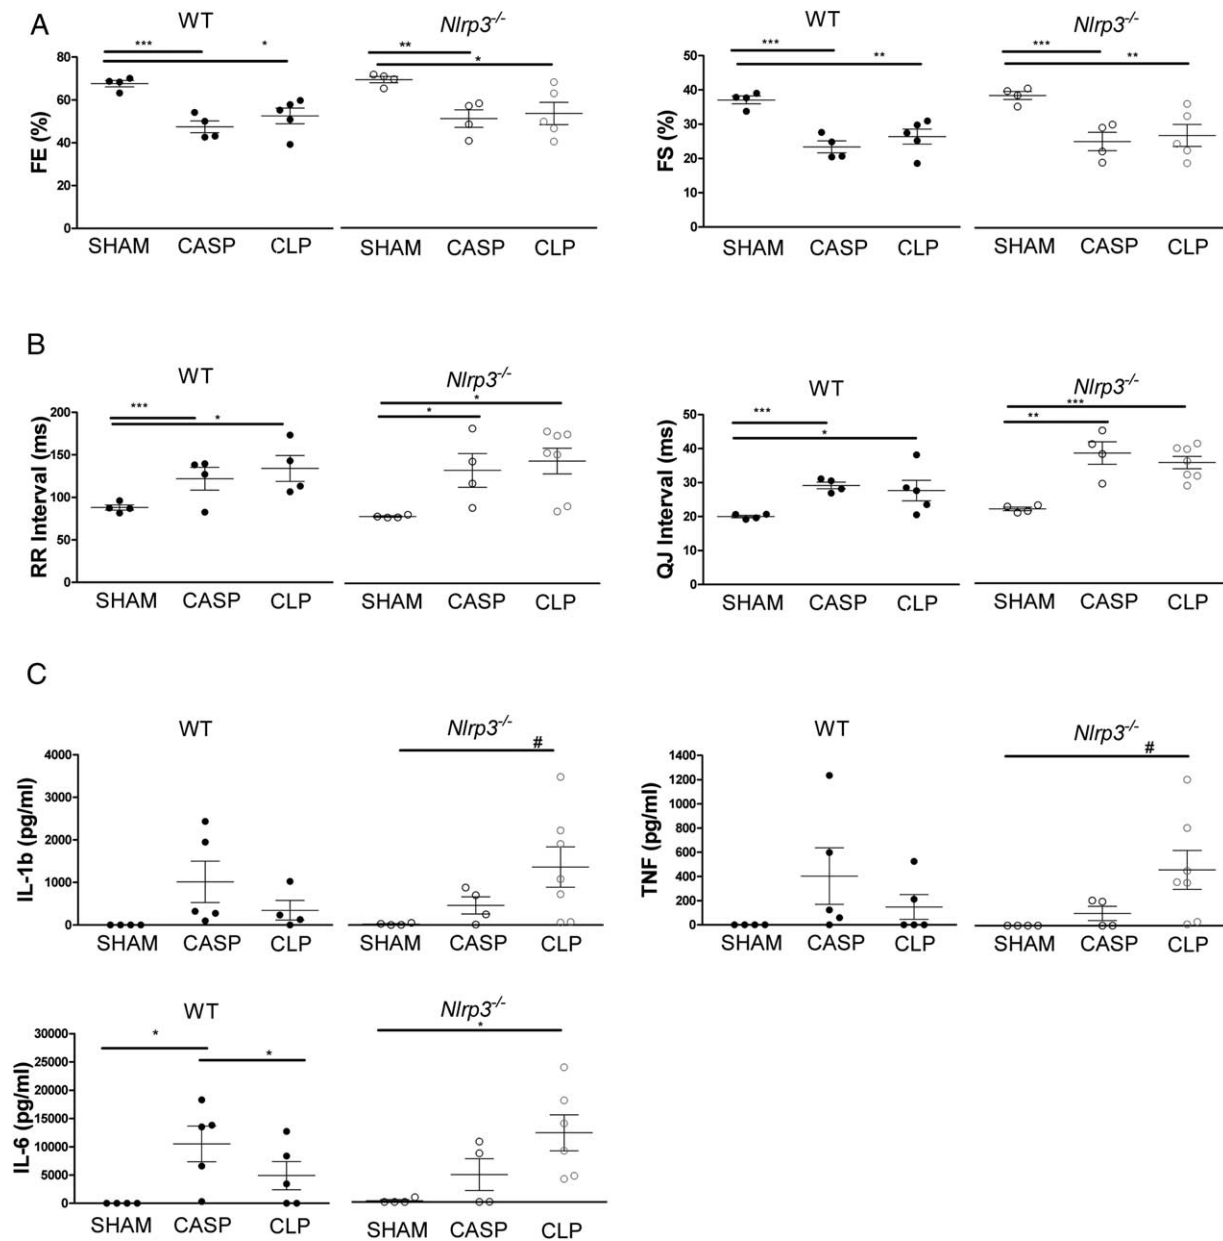 A
WT
Nlrp3-/-
WT
Nlrp3-/-
*** * ** * *** ** *** **
FE (%)
80
60
40
20
0
SHAM CASP CLP
SHAM CASP CLP
FS (%)
50
40
30
20
10
0
SHAM CASP CLP
SHAM CASP CLP
B
WT
Nlrp3-/-
WT
Nlrp3-/-
*** * * * *** * *** **
RR Interval (ms)
200
150
100
50
0
SHAM CASP CLP
SHAM CASP CLP
QJ Interval (ms)
50
40
30
20
10
0
SHAM CASP CLP
SHAM CASP CLP
C
WT
Nlrp3-/-
#
IL-1b (pg/ml)
4000
3000
2000
1000
0
SHAM CASP CLP
SHAM CASP CLP
WT
Nlrp3-/-
#
TNF (pg/ml)
1400
1200
1000
800
600
400
200
0
SHAM CASP CLP
SHAM CASP CLP
WT
Nlrp3-/-
* * *
IL-6 (pg/ml)
30000
25000
20000
15000
10000
5000
0
SHAM CASP CLP
SHAM CASP CLP